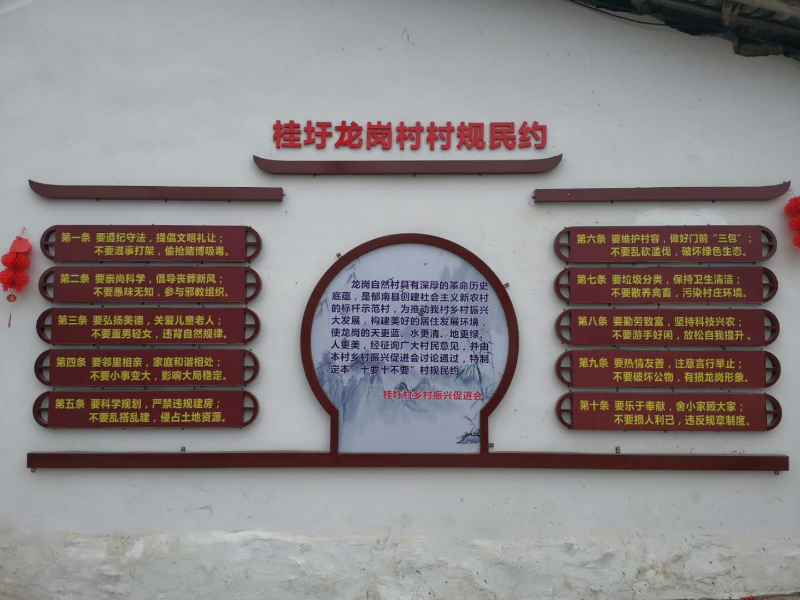 桂圩龙岗村村规民约
第一条 要遵纪守法，提倡文明礼让；
不要滋事打架，偷抢赌博吸毒。
第二条 要崇尚科学，倡导丧葬新风；
不要愚昧无知，参与邪教组织。
第三条 要弘扬美德，关爱儿童老人；
不要重男轻女，违背自然规律。
第四条 要邻里相亲，家庭和谐相处；
不要小事变大，影响大局稳定。
第五条 要科学规划，严禁违规建房；
不要乱搭乱建，侵占土地资源。
龙岗自然村具有深厚的革命历史
底蕴，是郁南县创建社会主义新农村
的标杆示范村，为推动我村乡村振兴
大发展，构建美好的居住发展环境，
使龙岗的天更蓝、水更清、地更绿、
人更美，经征询广大村民意见，并由
本村乡村振兴促进会讨论通过，特制
定本“十要十不要”村规民约
桂圩村乡村振兴促进会
第六条 要维护村容，做好门前“三包”；
不要乱砍滥伐，破坏绿色生态。
第七条 要垃圾分类，保持卫生清洁；
不要散养禽畜，污染村庄环境。
第八条 要勤劳致富，坚持科技兴农；
不要游手好闲，放松自我提升。
第九条 要热情友善，注意言行举止；
不要破坏公物，有损龙岗形象。
第十条 要乐于奉献，舍小家顾大家；
不要损人利己，违反规章制度。